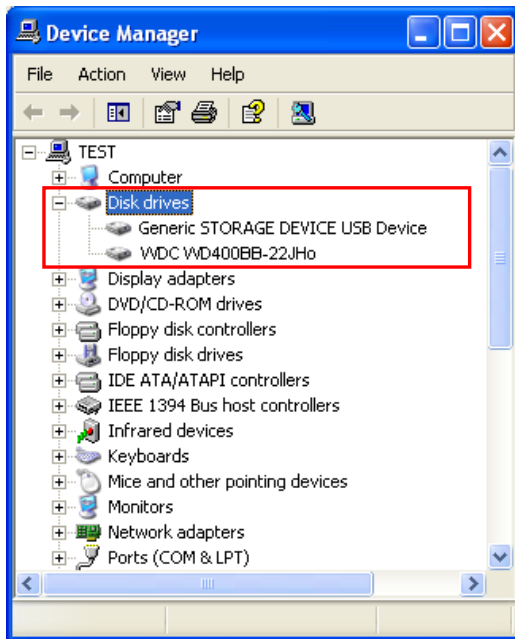 Device Manager
File Action View Help
TEST
Computer
Disk drives
Generic STORAGE DEVICE USB Device
WDC WD400BB-22JHo
Display adapters
DVD/CD-ROM drives
Floppy disk controllers
Floppy disk drives
IDE ATA/ATAPI controllers
IEEE 1394 Bus host controllers
Infrared devices
Keyboards
Mice and other pointing devices
Monitors
Network adapters
Ports (COM & LPT)